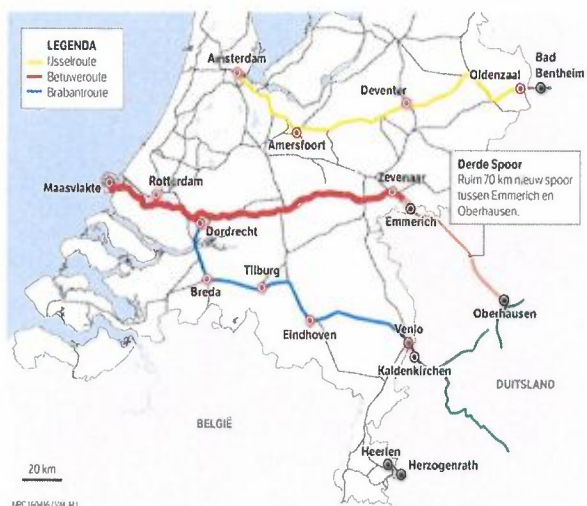 LEGENDA
IJsselroute
Betuweroute
Brabantroute
Amsterdam
Oldenzaal
Bad
Bentheim
Deventer
Amersfoort
Derde Spoor
Ruim 70 km nieuw spoor
tussen Emmerich en
Oberhausen.
Maasvlakte
Rotterdam
Zevenaar
Emmerich
Dordrecht
Tilburg
Breda
Oberhausen
Eindhoven
Venlo
Kaldenkirchen
DUITSLAND
BELGIË
Heerlen
Herzogenrath
20 km